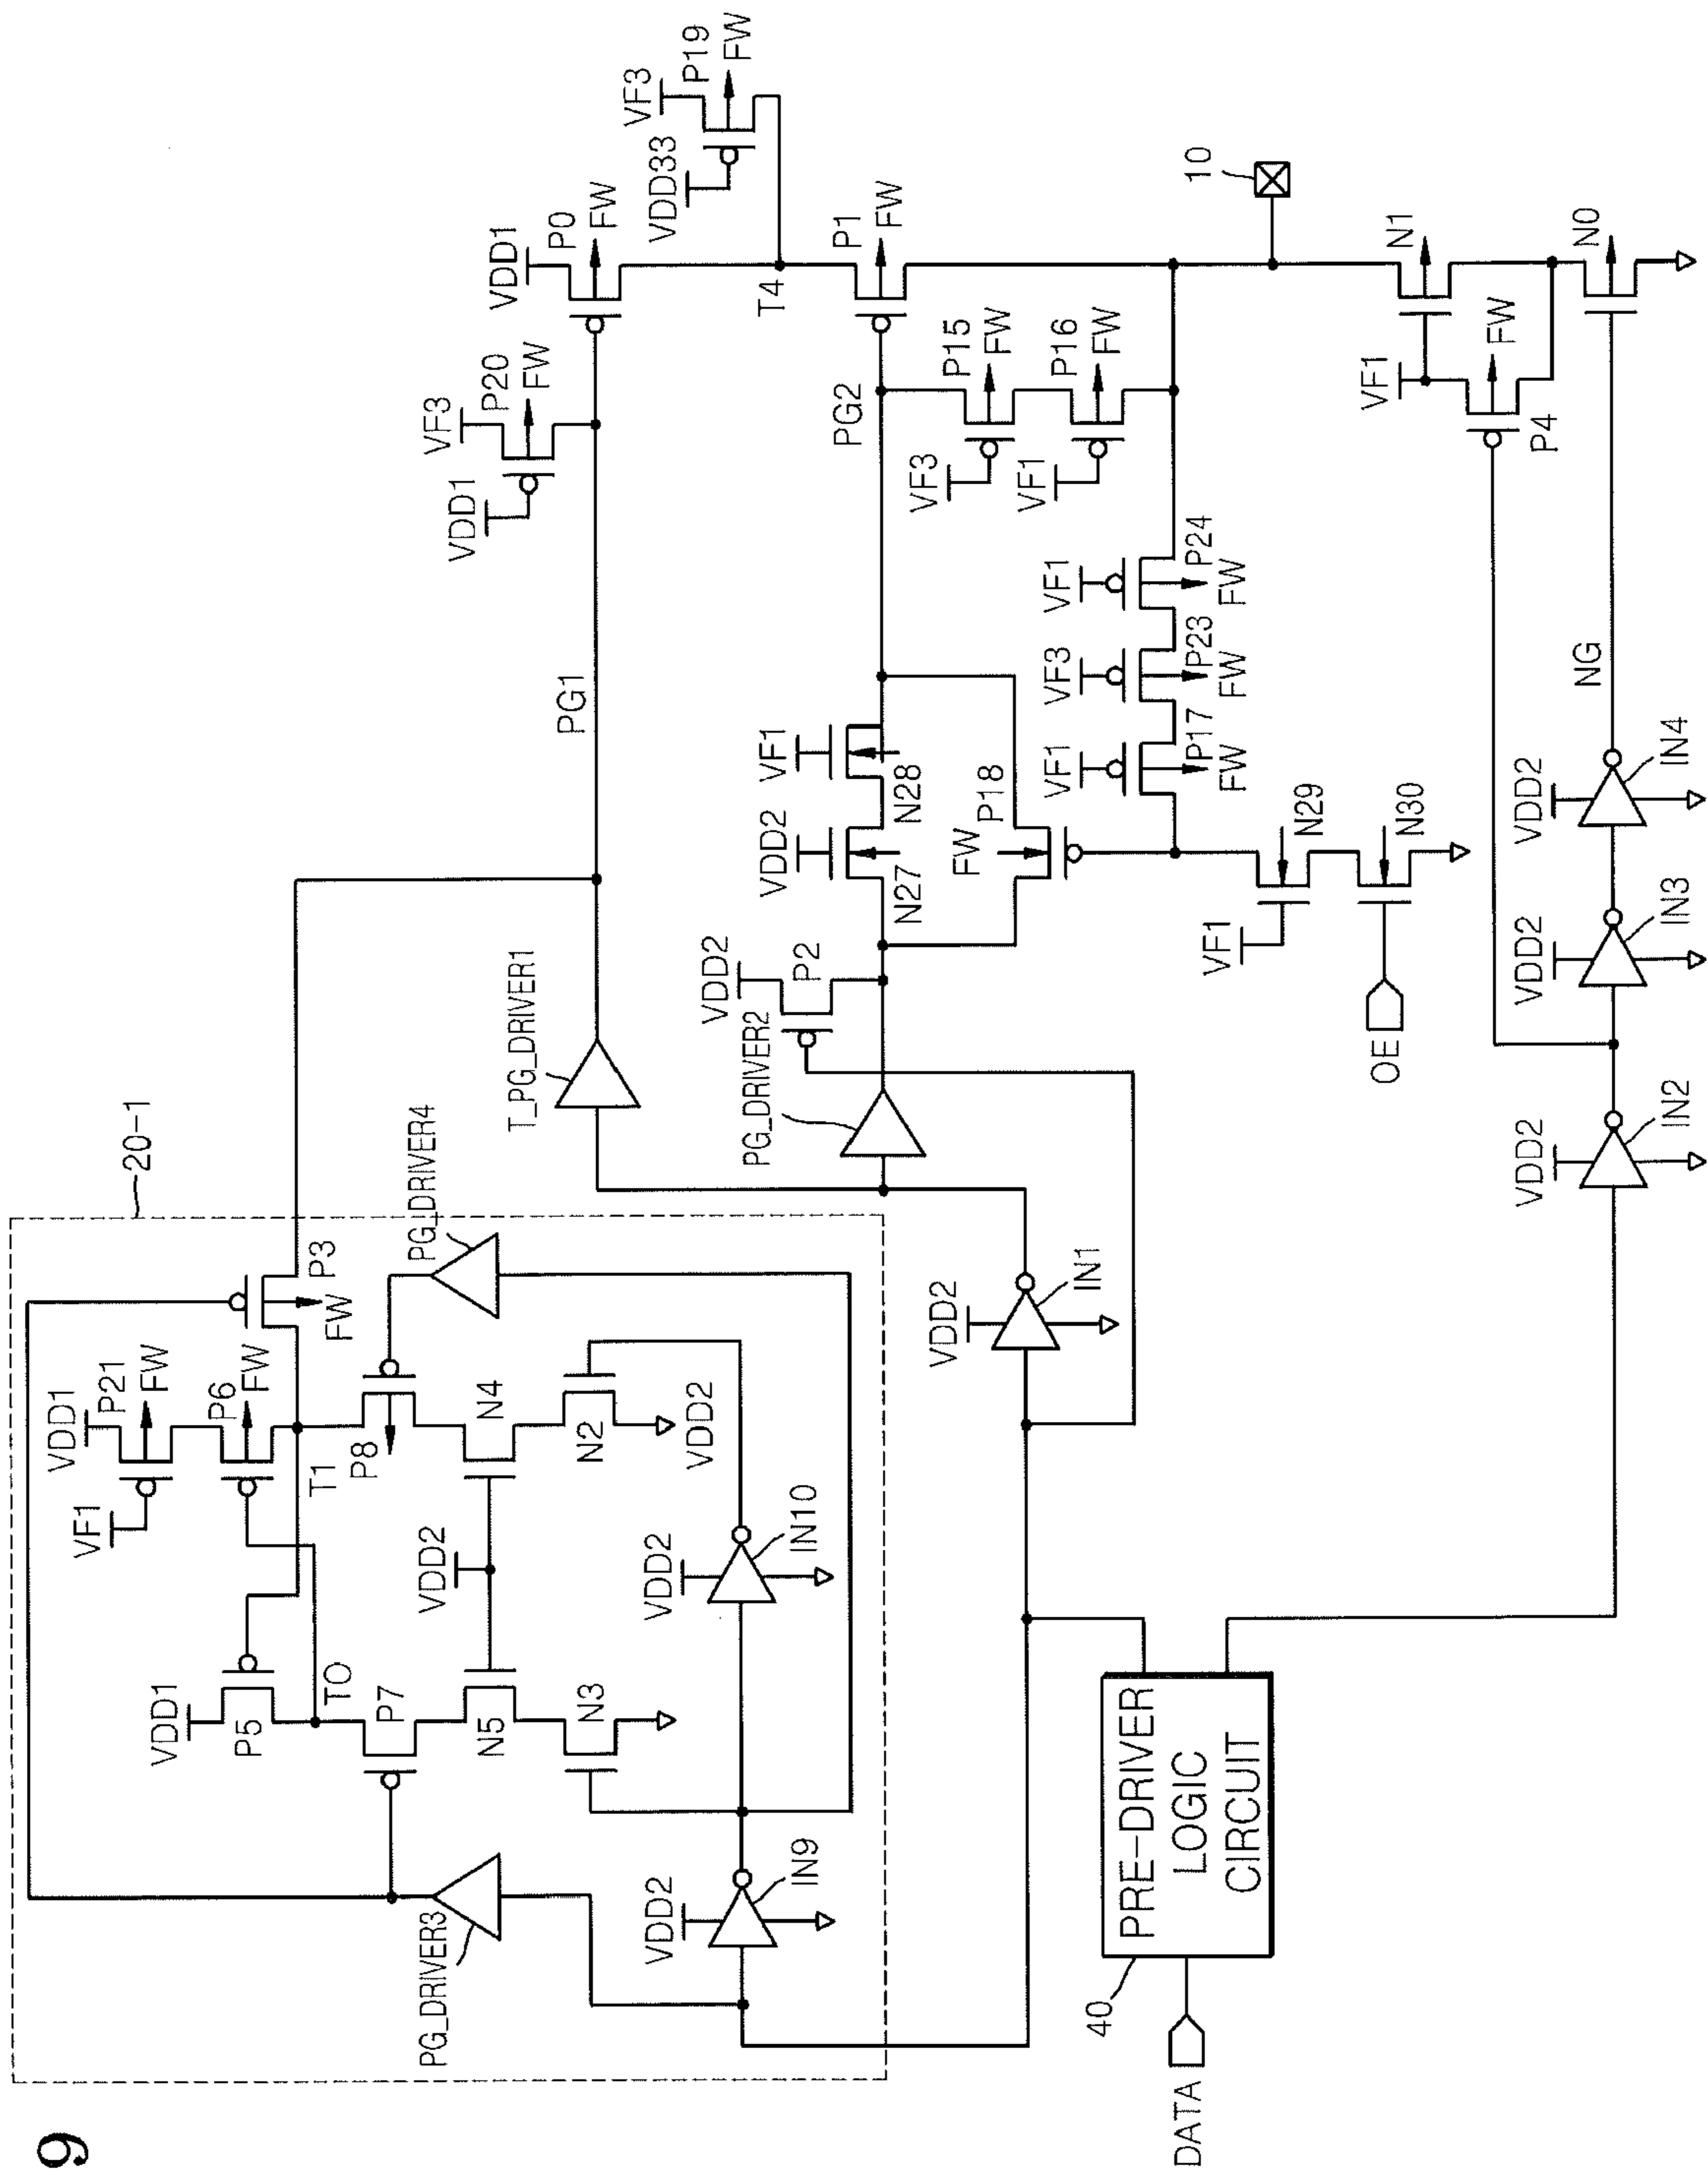 9
20-1
VDD1
P21
FW
VF1
P6
FW
T1
P3
FW
VDD1
P5
T0
P7
P8
PG_DRIVER4
PG_DRIVER3
VDD2
N5
N4
N3
N2
VDD2
VDD2
IN9
VDD2
IN10
T_PG_DRIVER1
PG1
VF3
P20
FW
VDD1
VDD1
P0
FW
VF3
P19
FW
VDD33
T4
P1
FW
PG2
PG_DRIVER2
VDD2
P2
VDD2
N27
VF1
N28
FW
P18
VF3
P15
FW
VF1
P16
FW
VF1
P17
FW
VF3
P23
FW
VF1
P24
FW
VF1
N29
N30
OE
10
VF1
N1
FW
P4
N0
NG
VDD2
IN1
VDD2
IN2
VDD2
IN3
VDD2
IN4
DATA
40
PRE-DRIVER
LOGIC
CIRCUIT